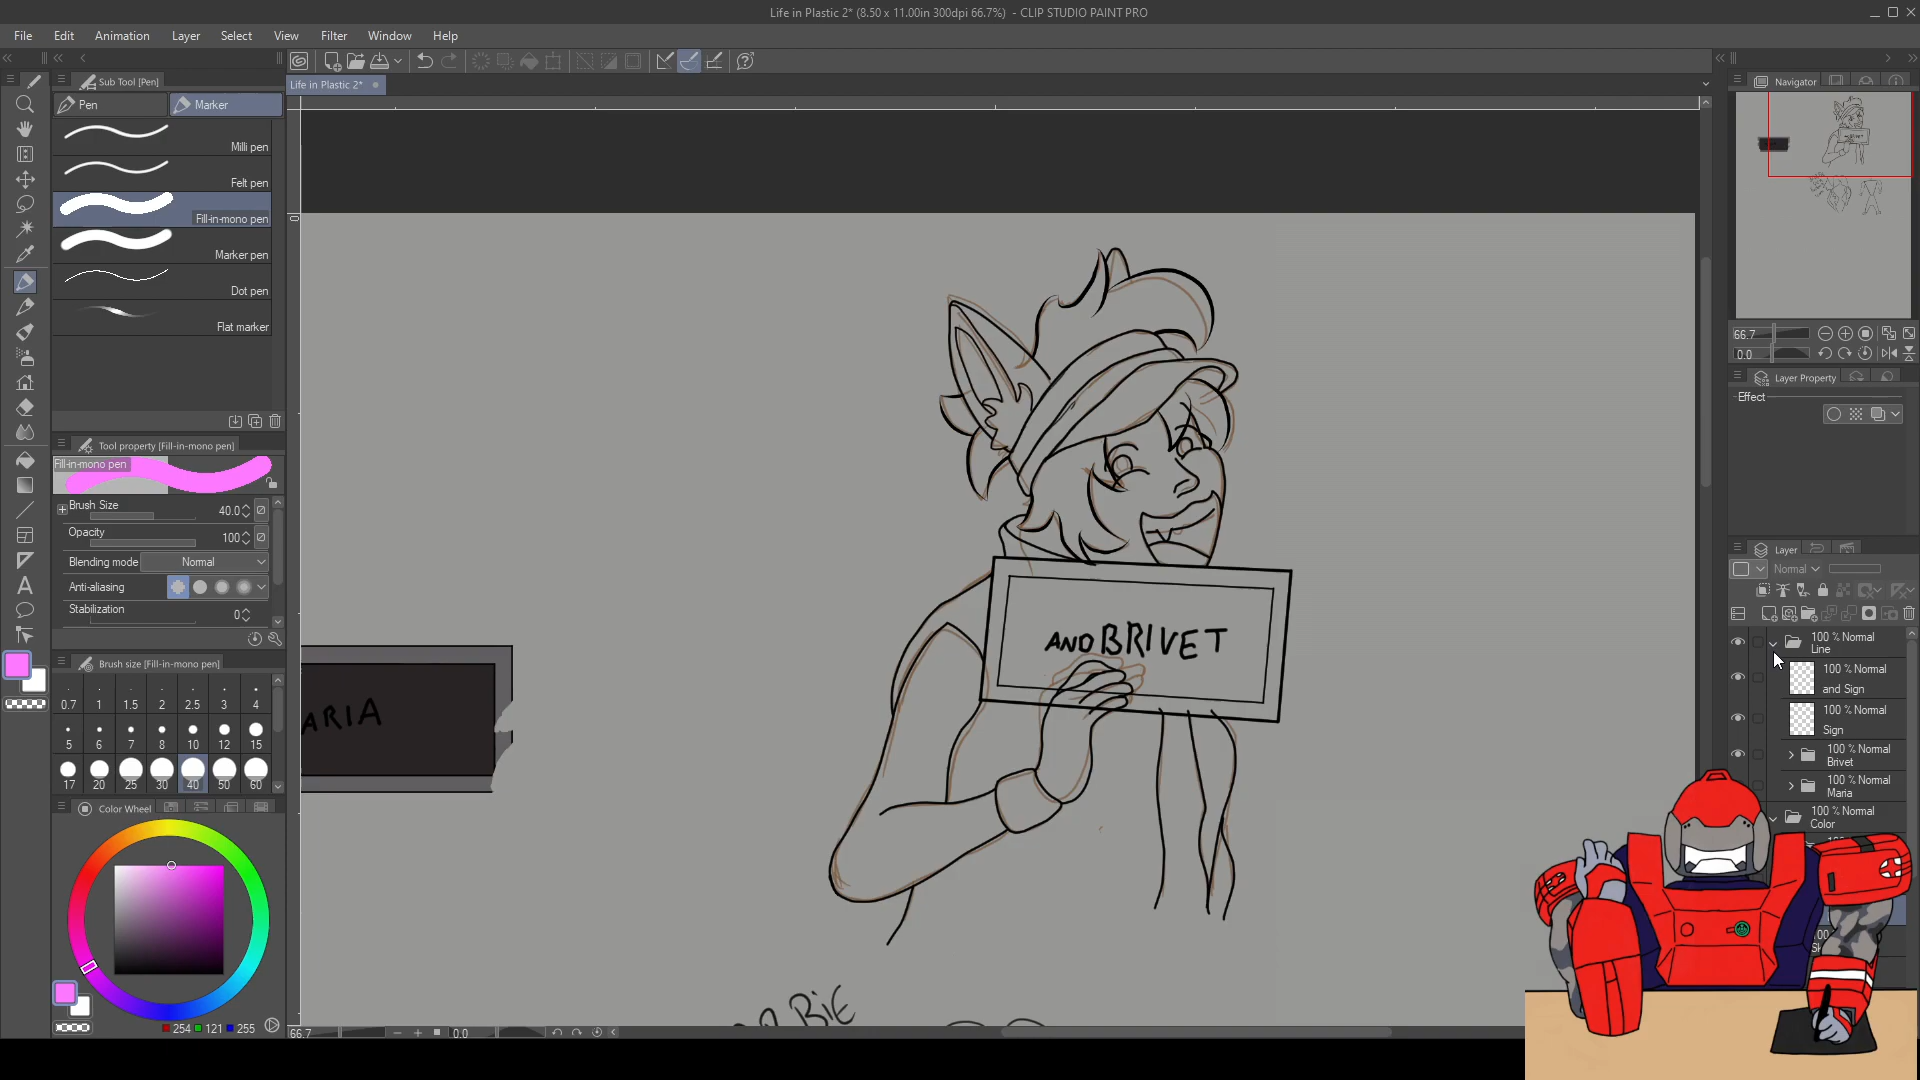 Life in Plastic 2* (8.50 x 11.00in 300dpi 66.7%) - CLIP STUDIO PAINT PRO
File Edit Animation Layer Select View Filter Window Help
Sub Tool [Pen]
Life in Plastic 2*
Navigator
Pen Marker
Milli pen
Felt pen
Fill-in-mono pen
Marker pen
Dot pen
Flat marker
66.7
0.0
Layer Property
Effect
Tool property [Fill-in-mono pen]
Fill-in-mono pen
Brush Size 40.0
Opacity 100
Blending mode Normal
Anti-aliasing
Stabilization 0
Brush size [Fill-in-mono pen]
0.7 1 1.5 2 2.5 3 4
5 6 7 8 10 12 15
17 20 25 30 40 50 60
Color Wheel
254 121 255
ARIA
AND BRIVET
BIE
66.7 0.0
Layer
Normal
100 % Normal
Line
100 % Normal
and Sign
100 % Normal
Sign
100 % Normal
Brivet
100 % Normal
Maria
100 % Normal
Color